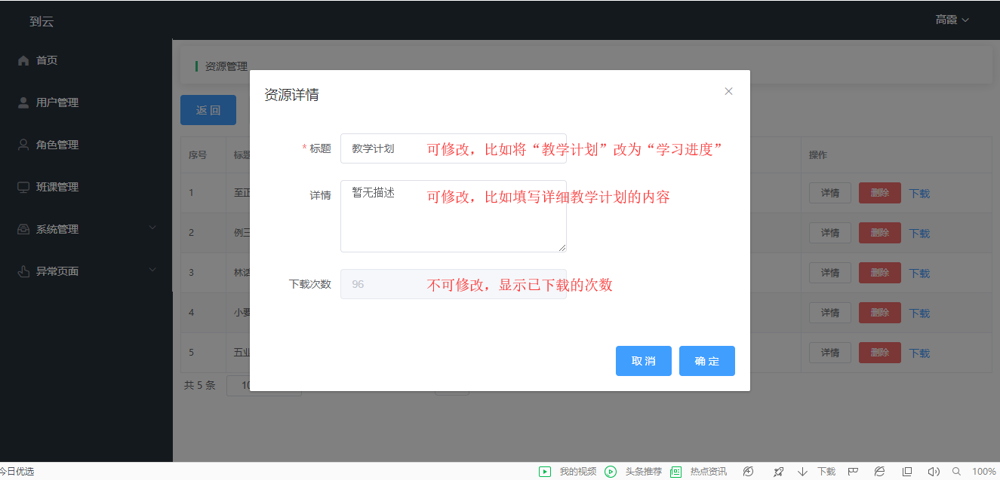 到云
高霞
首页
用户管理
角色管理
班课管理
系统管理
异常页面
资源管理
返 回
资源详情
* 标题 教学计划 可修改，比如将“教学计划”改为“学习进度”
详情 暂无描述 可修改，比如填写详细教学计划的内容
下载次数 96 不可修改，显示已下载的次数
取 消 确 定
序号 标题 操作
1 至正 详情 删除 下载
2 例三 详情 删除 下载
3 详情 删除 下载
4 小要 详情 删除 下载
5 五业 详情 删除 下载
共 5 条 10
今日优选 我的视频 头条推荐 热点资讯 下载 100%